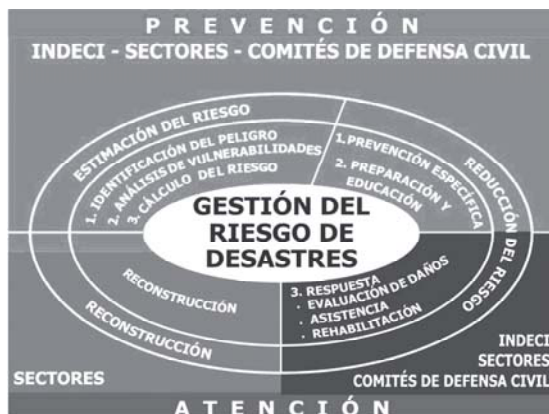 PREVENCIÓN
INDECI - SECTORES - COMITÉS DE DEFENSA CIVIL
ESTIMACIÓN DEL RIESGO
1. IDENTIFICACIÓN DEL PELIGRO
2. ANÁLISIS DE VULNERABILIDADES
3. CÁLCULO DEL RIESGO
REDUCCIÓN DEL RIESGO
1. PREVENCIÓN ESPECÍFICA
2. PREPARACIÓN Y
EDUCACIÓN
GESTIÓN DEL
RIESGO DE
DESASTRES
RECONSTRUCCIÓN
RECONSTRUCCIÓN
3. RESPUESTA
. EVALUACIÓN DE DAÑOS
. ASISTENCIA
. REHABILITACIÓN
SECTORES
INDECI
SECTORES
COMITÉS DE DEFENSA CIVIL
ATENCIÓN